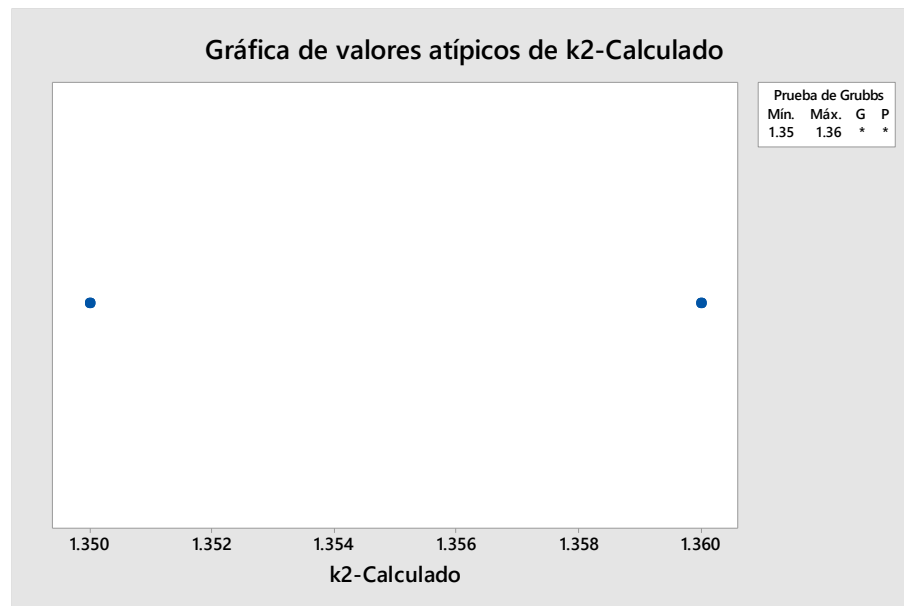 Gráfica de valores atípicos de k2-Calculado
Prueba de Grubbs
Mín. Máx. G P
1.35 1.36 * *
1.350 1.352 1.354 1.356 1.358 1.360
k2-Calculado